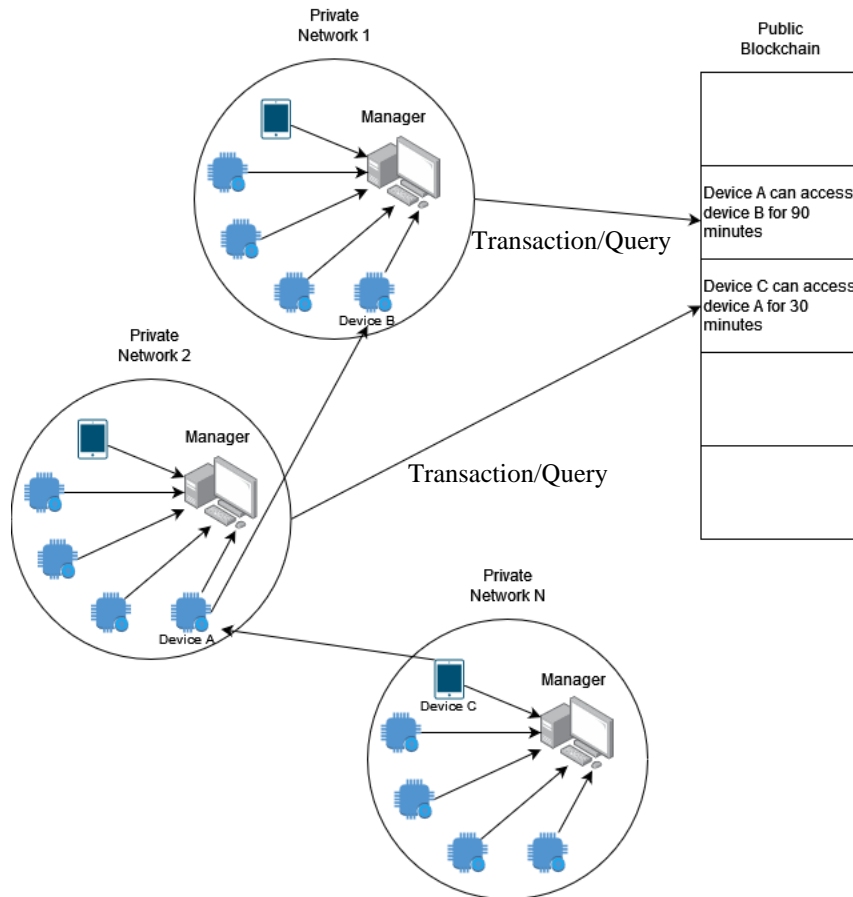 Private
Network 1
Public
Blockchain
Manager
Device A can access
device B for 90
minutes
Transaction/Query
Device C can access
device A for 30
minutes
Device B
Private
Network 2
Manager
Transaction/Query
Device A
Private
Network N
Manager
Device C